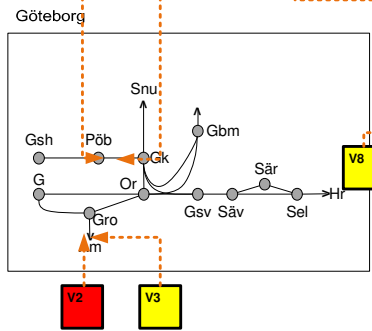 Göteborg
Snu
Gbm
Gsh
Pöb
Gk
V8
Sär
G
Or
Hr
Gro
Gsv
Säv
Sel
m
V2
V3